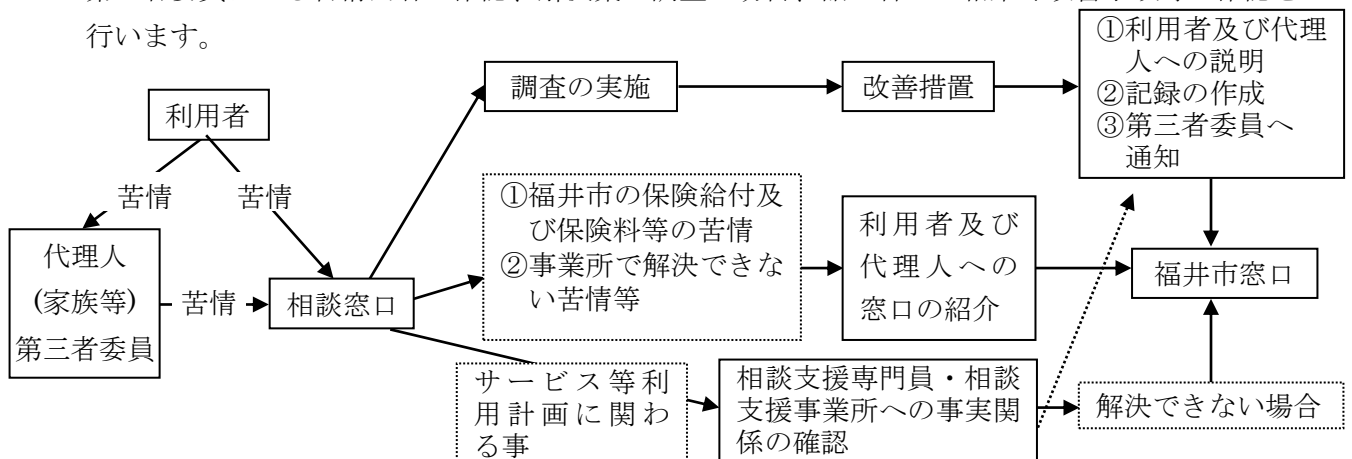 行います。
利用者
苦情
苦情
代理人
(家族等)
第三者委員
苦情
相談窓口
調査の実施
改善措置
①利用者及び代理
人への説明
②記録の作成
③第三者委員へ
通知
①福井市の保険給付及
び保険料等の苦情
②事業所で解決できな
い苦情等
利用者及び
代理人への
窓口の紹介
福井市窓口
サービス等利
用計画に関わ
る事
相談支援専門員・相談
支援事業所への事実関
係の確認
解決できない場合